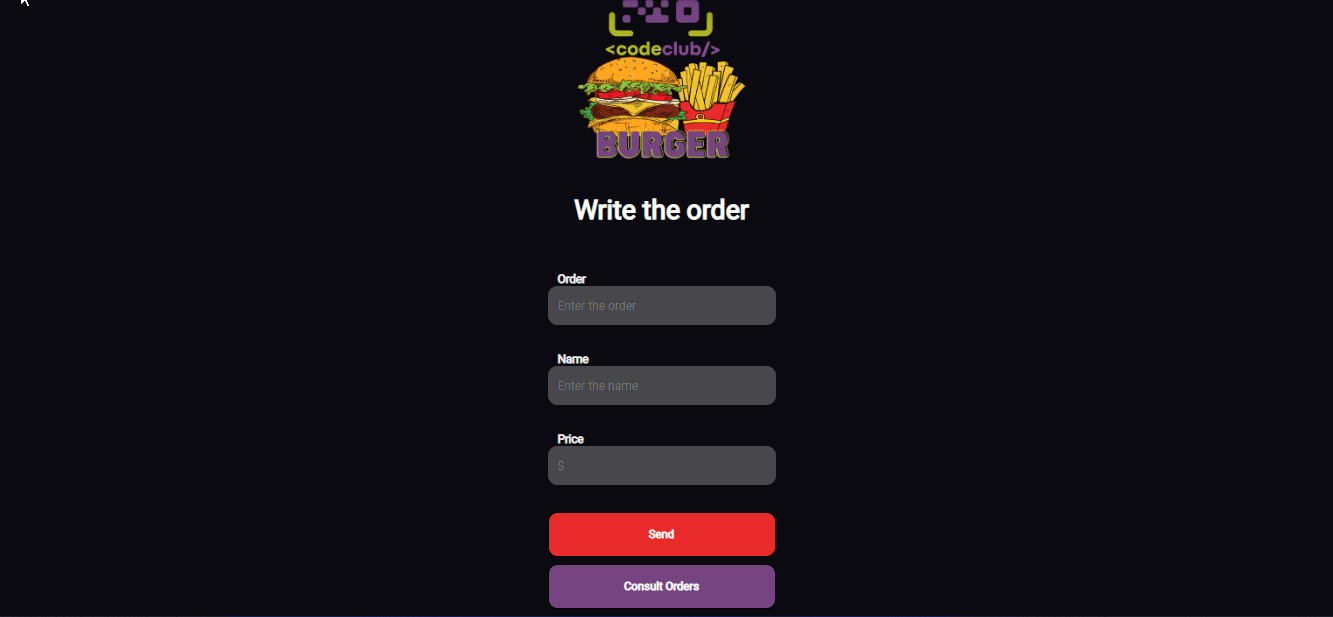 <codeclub/>
BURGER
Write the order
Order
Enter the order
Name
Enter the name
Price
$
Send
Consult Orders